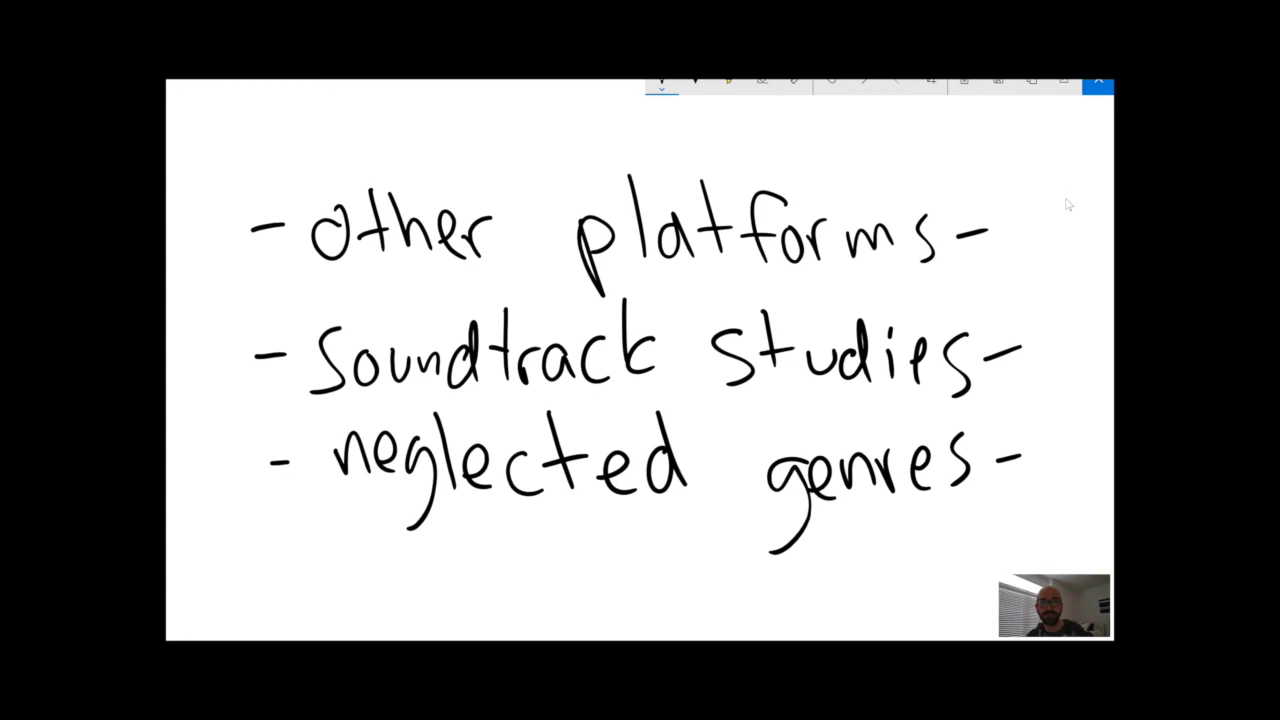 - other platforms -
- soundtrack studies -
- neglected genres -